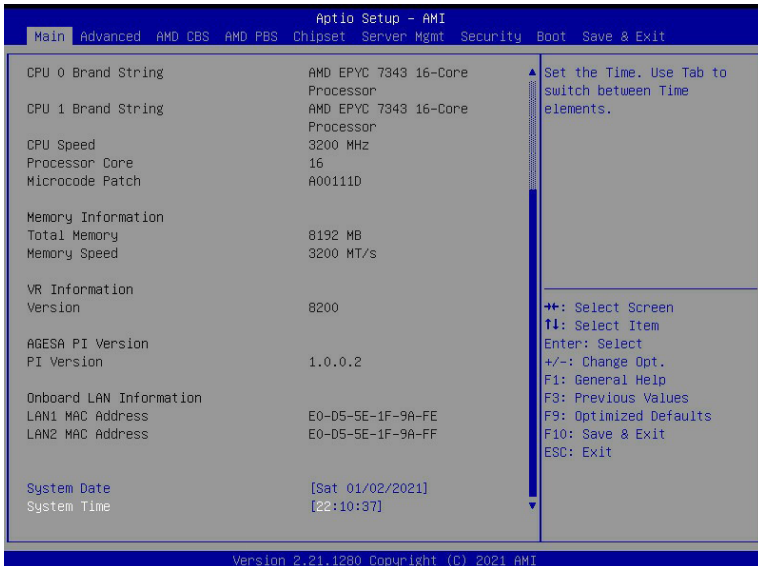 Aptio Setup - AMI
Main Advanced AMD CBS AMD PBS Chipset Server Mgmt Security Boot Save & Exit
CPU 0 Brand String AMD EPYC 7343 16-Core
Processor
CPU 1 Brand String AMD EPYC 7343 16-Core
Processor
CPU Speed 3200 MHz
Processor Core 16
Microcode Patch A00111D
Memory Information
Total Memory 8192 MB
Memory Speed 3200 MT/s
VR Information
Version 8200
AGESA PI Version
PI Version 1.0.0.2
Onboard LAN Information
LAN1 MAC Address E0-D5-5E-1F-9A-FE
LAN2 MAC Address E0-D5-5E-1F-9A-FF
System Date [Sat 01/02/2021]
System Time [22:10:37]
Set the Time. Use Tab to
switch between Time
elements.
→←: Select Screen
↑↓: Select Item
Enter: Select
+/-: Change Opt.
F1: General Help
F3: Previous Values
F9: Optimized Defaults
F10: Save & Exit
ESC: Exit
Version 2.21.1280 Copyright (C) 2021 AMI